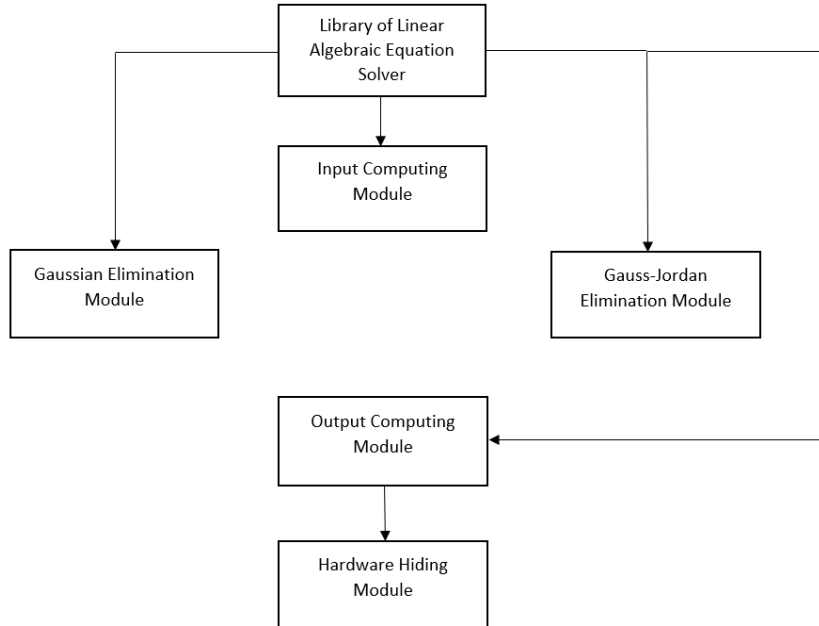 Library of Linear
Algebraic Equation
Solver
Input Computing
Module
Gaussian Elimination
Module
Gauss-Jordan
Elimination Module
Output Computing
Module
Hardware Hiding
Module